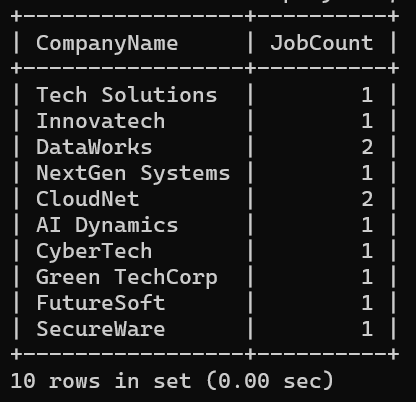 +-----------------+----------+
| CompanyName     | JobCount |
+-----------------+----------+
| Tech Solutions  |        1 |
| Innovatech      |        1 |
| DataWorks       |        2 |
| NextGen Systems |        1 |
| CloudNet        |        2 |
| AI Dynamics     |        1 |
| CyberTech       |        1 |
| Green TechCorp  |        1 |
| FutureSoft      |        1 |
| SecureWare      |        1 |
+-----------------+----------+
10 rows in set (0.00 sec)